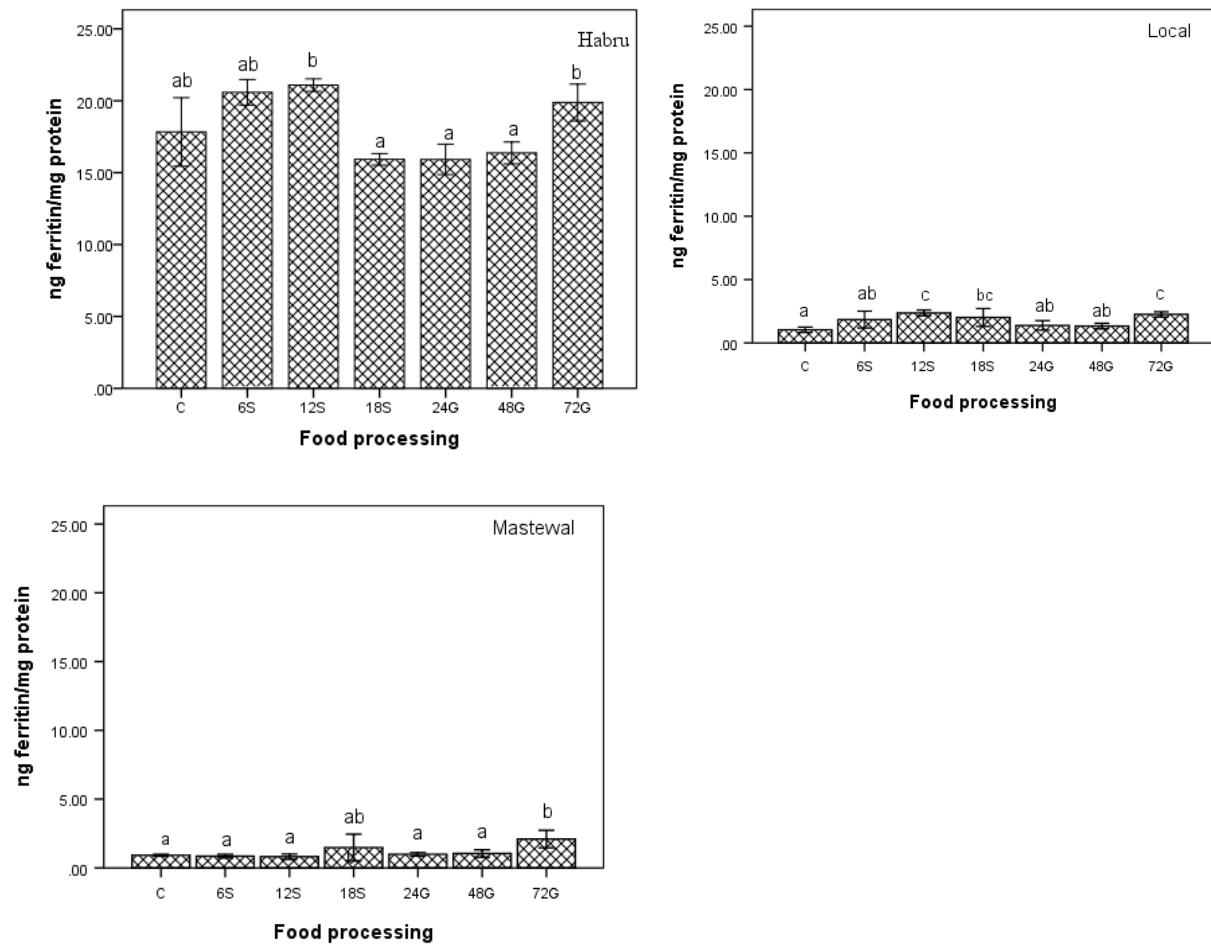 Habru
ng ferritin/mg protein
25.00
20.00
15.00
10.00
5.00
.00
ab
ab
b
a
a
a
b
C 6S 12S 18S 24G 48G 72G
Food processing
Local
ng ferritin/mg protein
25.00
20.00
15.00
10.00
5.00
.00
a
ab
c
bc
ab
ab
c
C 6S 12S 18S 24G 48G 72G
Food processing
Mastewal
ng ferritin/mg protein
25.00
20.00
15.00
10.00
5.00
.00
a
a
a
ab
a
a
b
C 6S 12S 18S 24G 48G 72G
Food processing